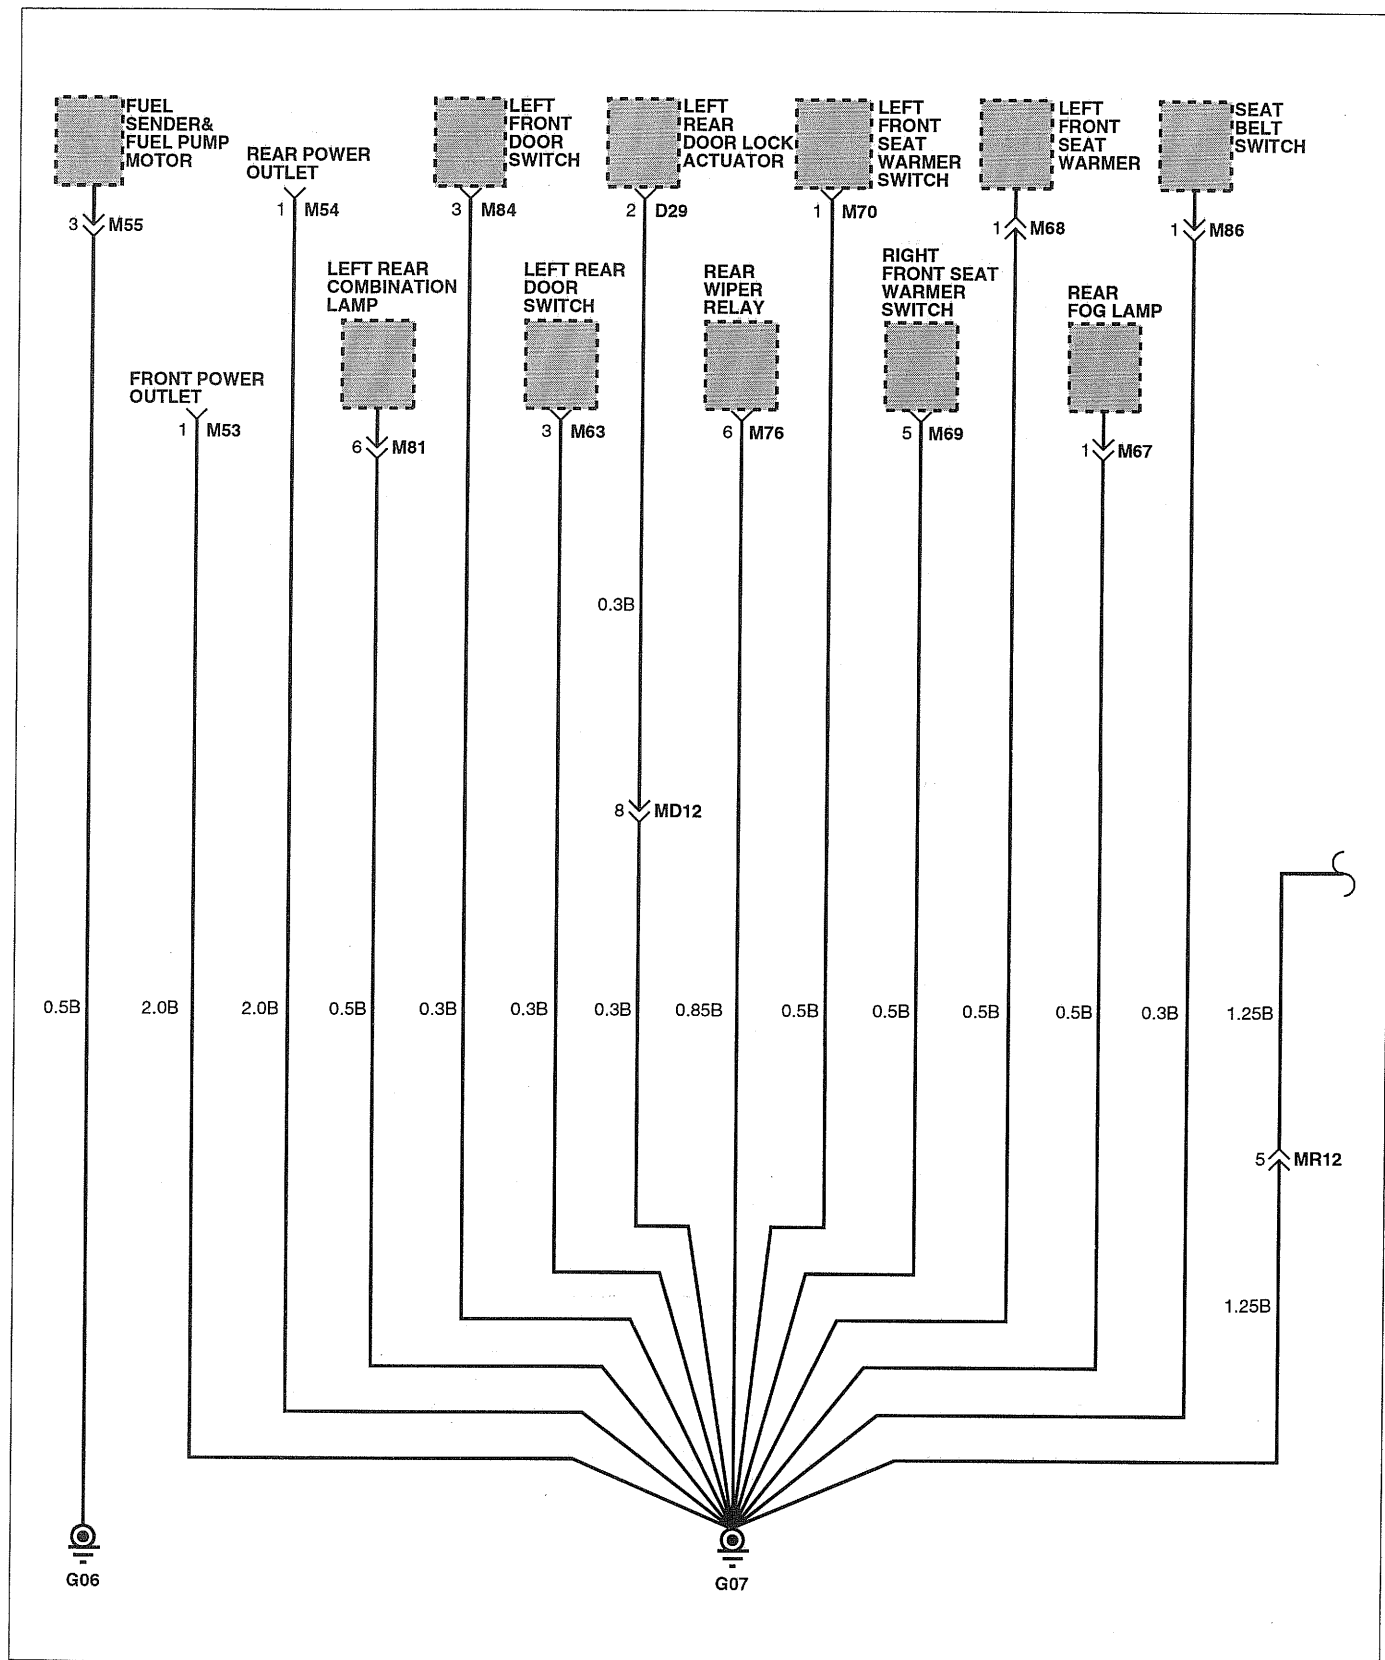 FUEL
SENDER&
FUEL PUMP
MOTOR
REAR POWER
OUTLET
LEFT
FRONT
DOOR
SWITCH
LEFT
REAR
DOOR LOCK
ACTUATOR
LEFT
FRONT
SEAT
WARMER
SWITCH
LEFT
FRONT
SEAT
WARMER
SEAT
BELT
SWITCH
3 M55
1 M54
3 M84
2 D29
1 M70
1 M68
1 M86
FRONT POWER
OUTLET
LEFT REAR
COMBINATION
LAMP
LEFT REAR
DOOR
SWITCH
REAR
WIPER
RELAY
RIGHT
FRONT SEAT
WARMER
SWITCH
REAR
FOG LAMP
1 M53
6 M81
3 M63
6 M76
5 M69
1 M67
0.3B
8 MD12
0.5B
2.0B
2.0B
0.5B
0.3B
0.3B
0.3B
0.85B
0.5B
0.5B
0.5B
0.5B
0.3B
1.25B
5 MR12
1.25B
G06
G07